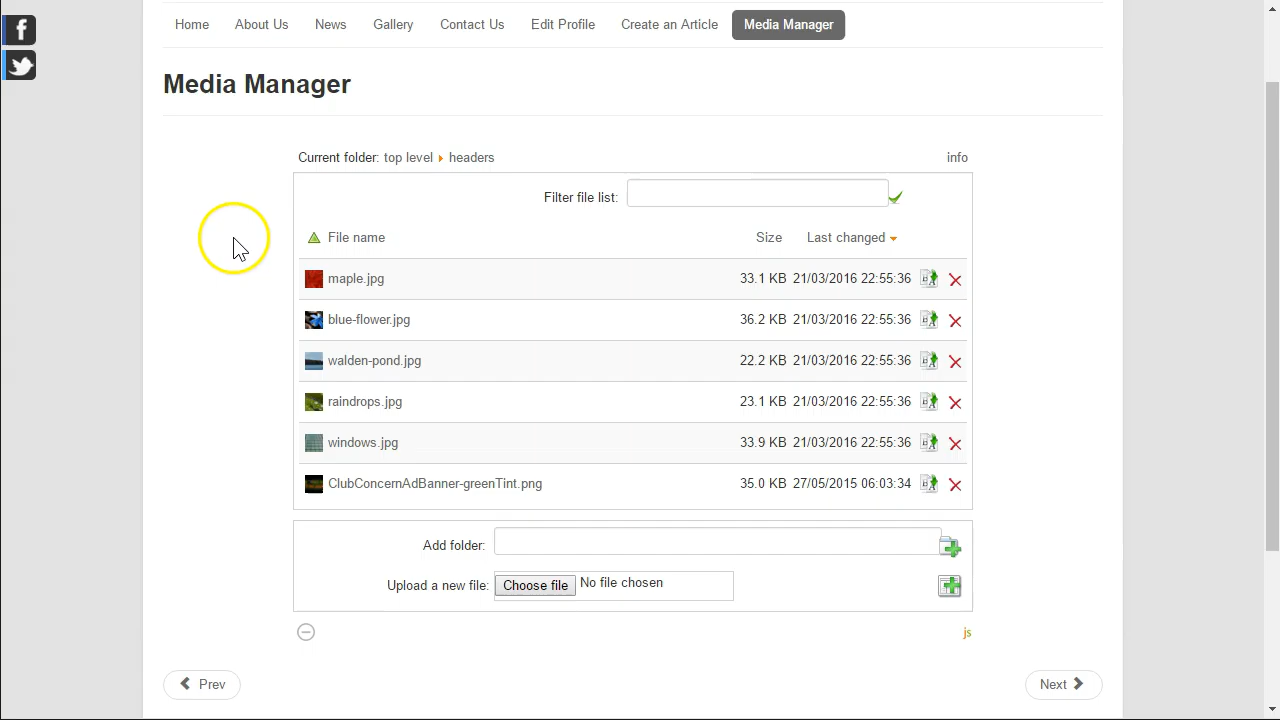 Home About Us News Gallery Contact Us Edit Profile Create an Article Media Manager
Media Manager
Current folder: top level headers info
Filter file list:
File name Size Last changed
maple.jpg 33.1 KB 21/03/2016 22:55:36
blue-flower.jpg 36.2 KB 21/03/2016 22:55:36
walden-pond.jpg 22.2 KB 21/03/2016 22:55:36
raindrops.jpg 23.1 KB 21/03/2016 22:55:36
windows.jpg 33.9 KB 21/03/2016 22:55:36
ClubConcernAdBanner-greenTint.png 35.0 KB 27/05/2015 06:03:34
Add folder:
Upload a new file: Choose file No file chosen
js
Prev Next